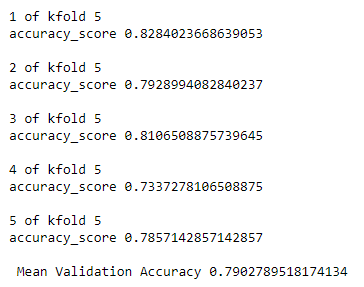 1 of kfold 5
accuracy_score 0.8284023668639053
2 of kfold 5
accuracy_score 0.7928994082840237
3 of kfold 5
accuracy_score 0.8106508875739645
4 of kfold 5
accuracy_score 0.7337278106508875
5 of kfold 5
accuracy_score 0.7857142857142857
Mean Validation Accuracy 0.7902789518174134